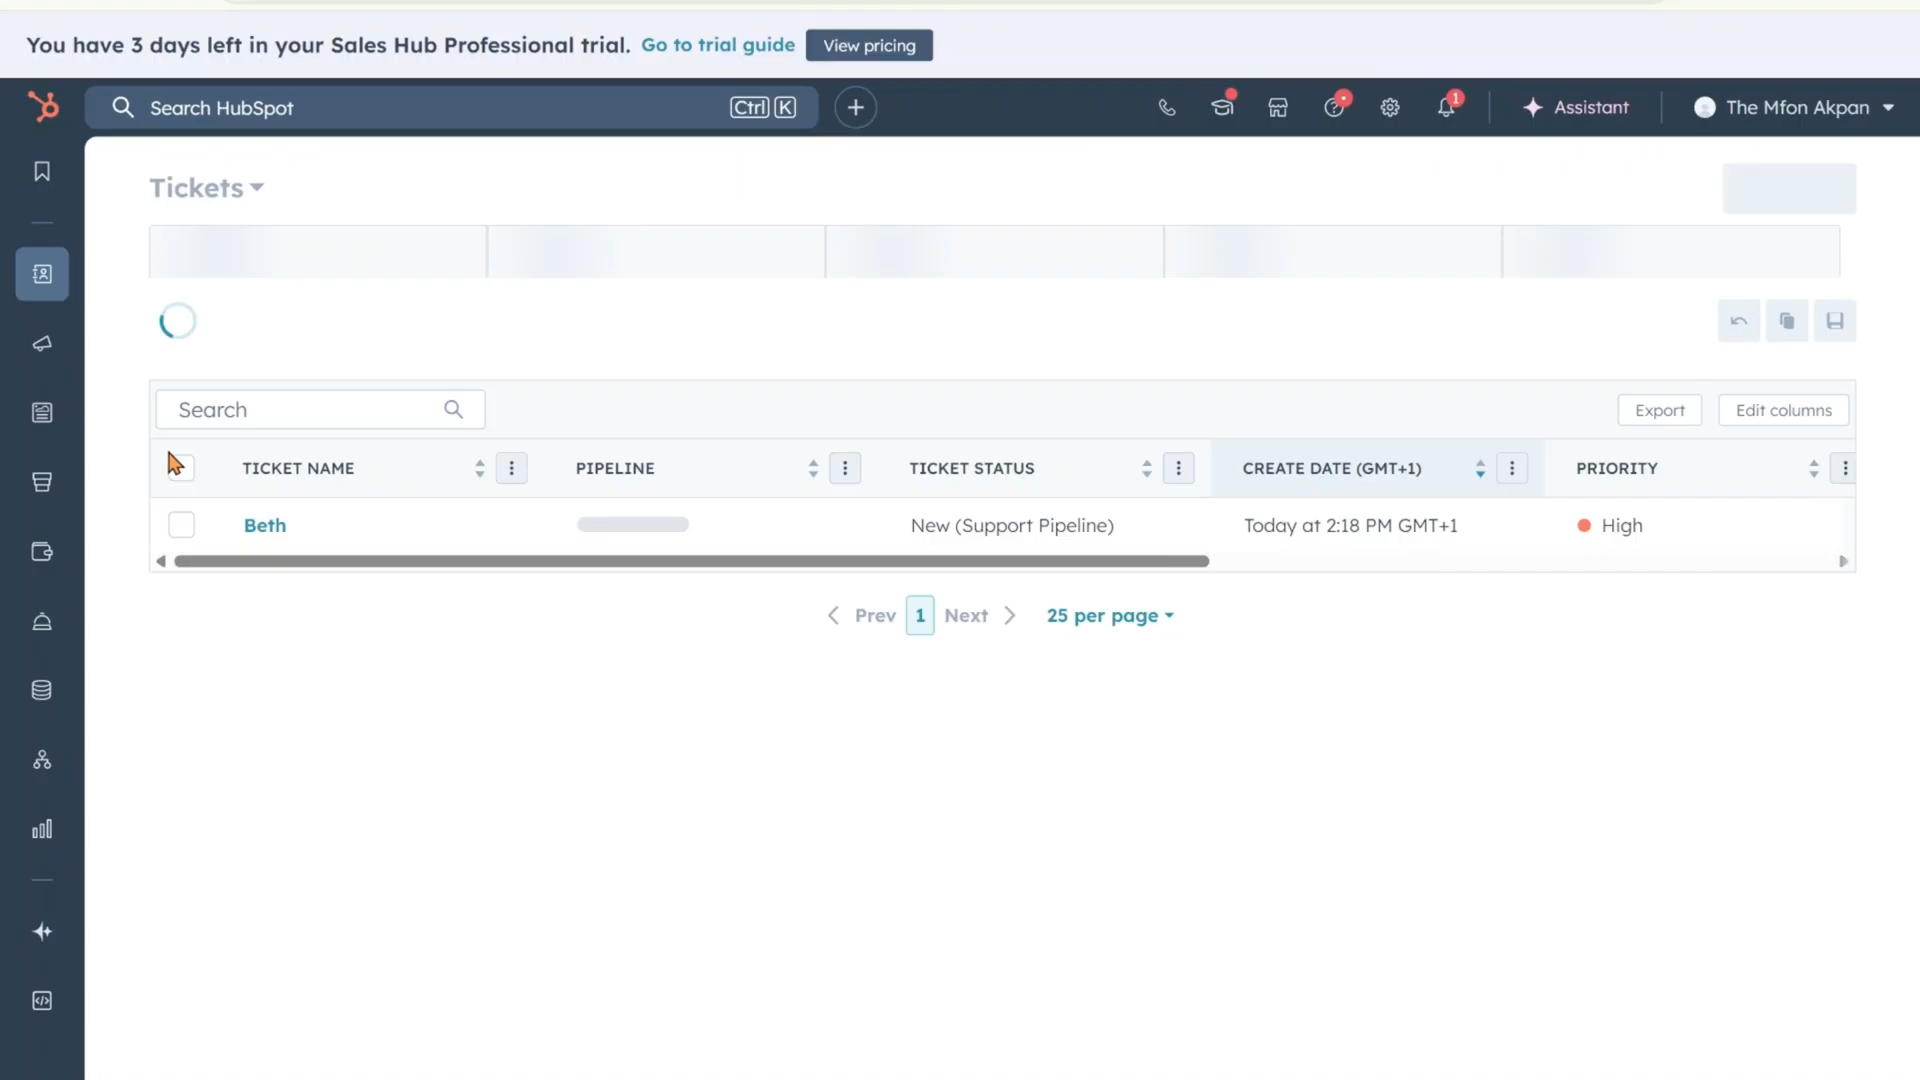 You have 3 days left in your Sales Hub Professional trial. Go to trial guide View pricing
Search HubSpot Ctrl K 1 Assistant The Mfon Akpan
Tickets
Search Export Edit columns
TICKET NAME PIPELINE TICKET STATUS CREATE DATE (GMT+1) PRIORITY
Beth New (Support Pipeline) Today at 2:18 PM GMT+1 High
Prev 1 Next 25 per page